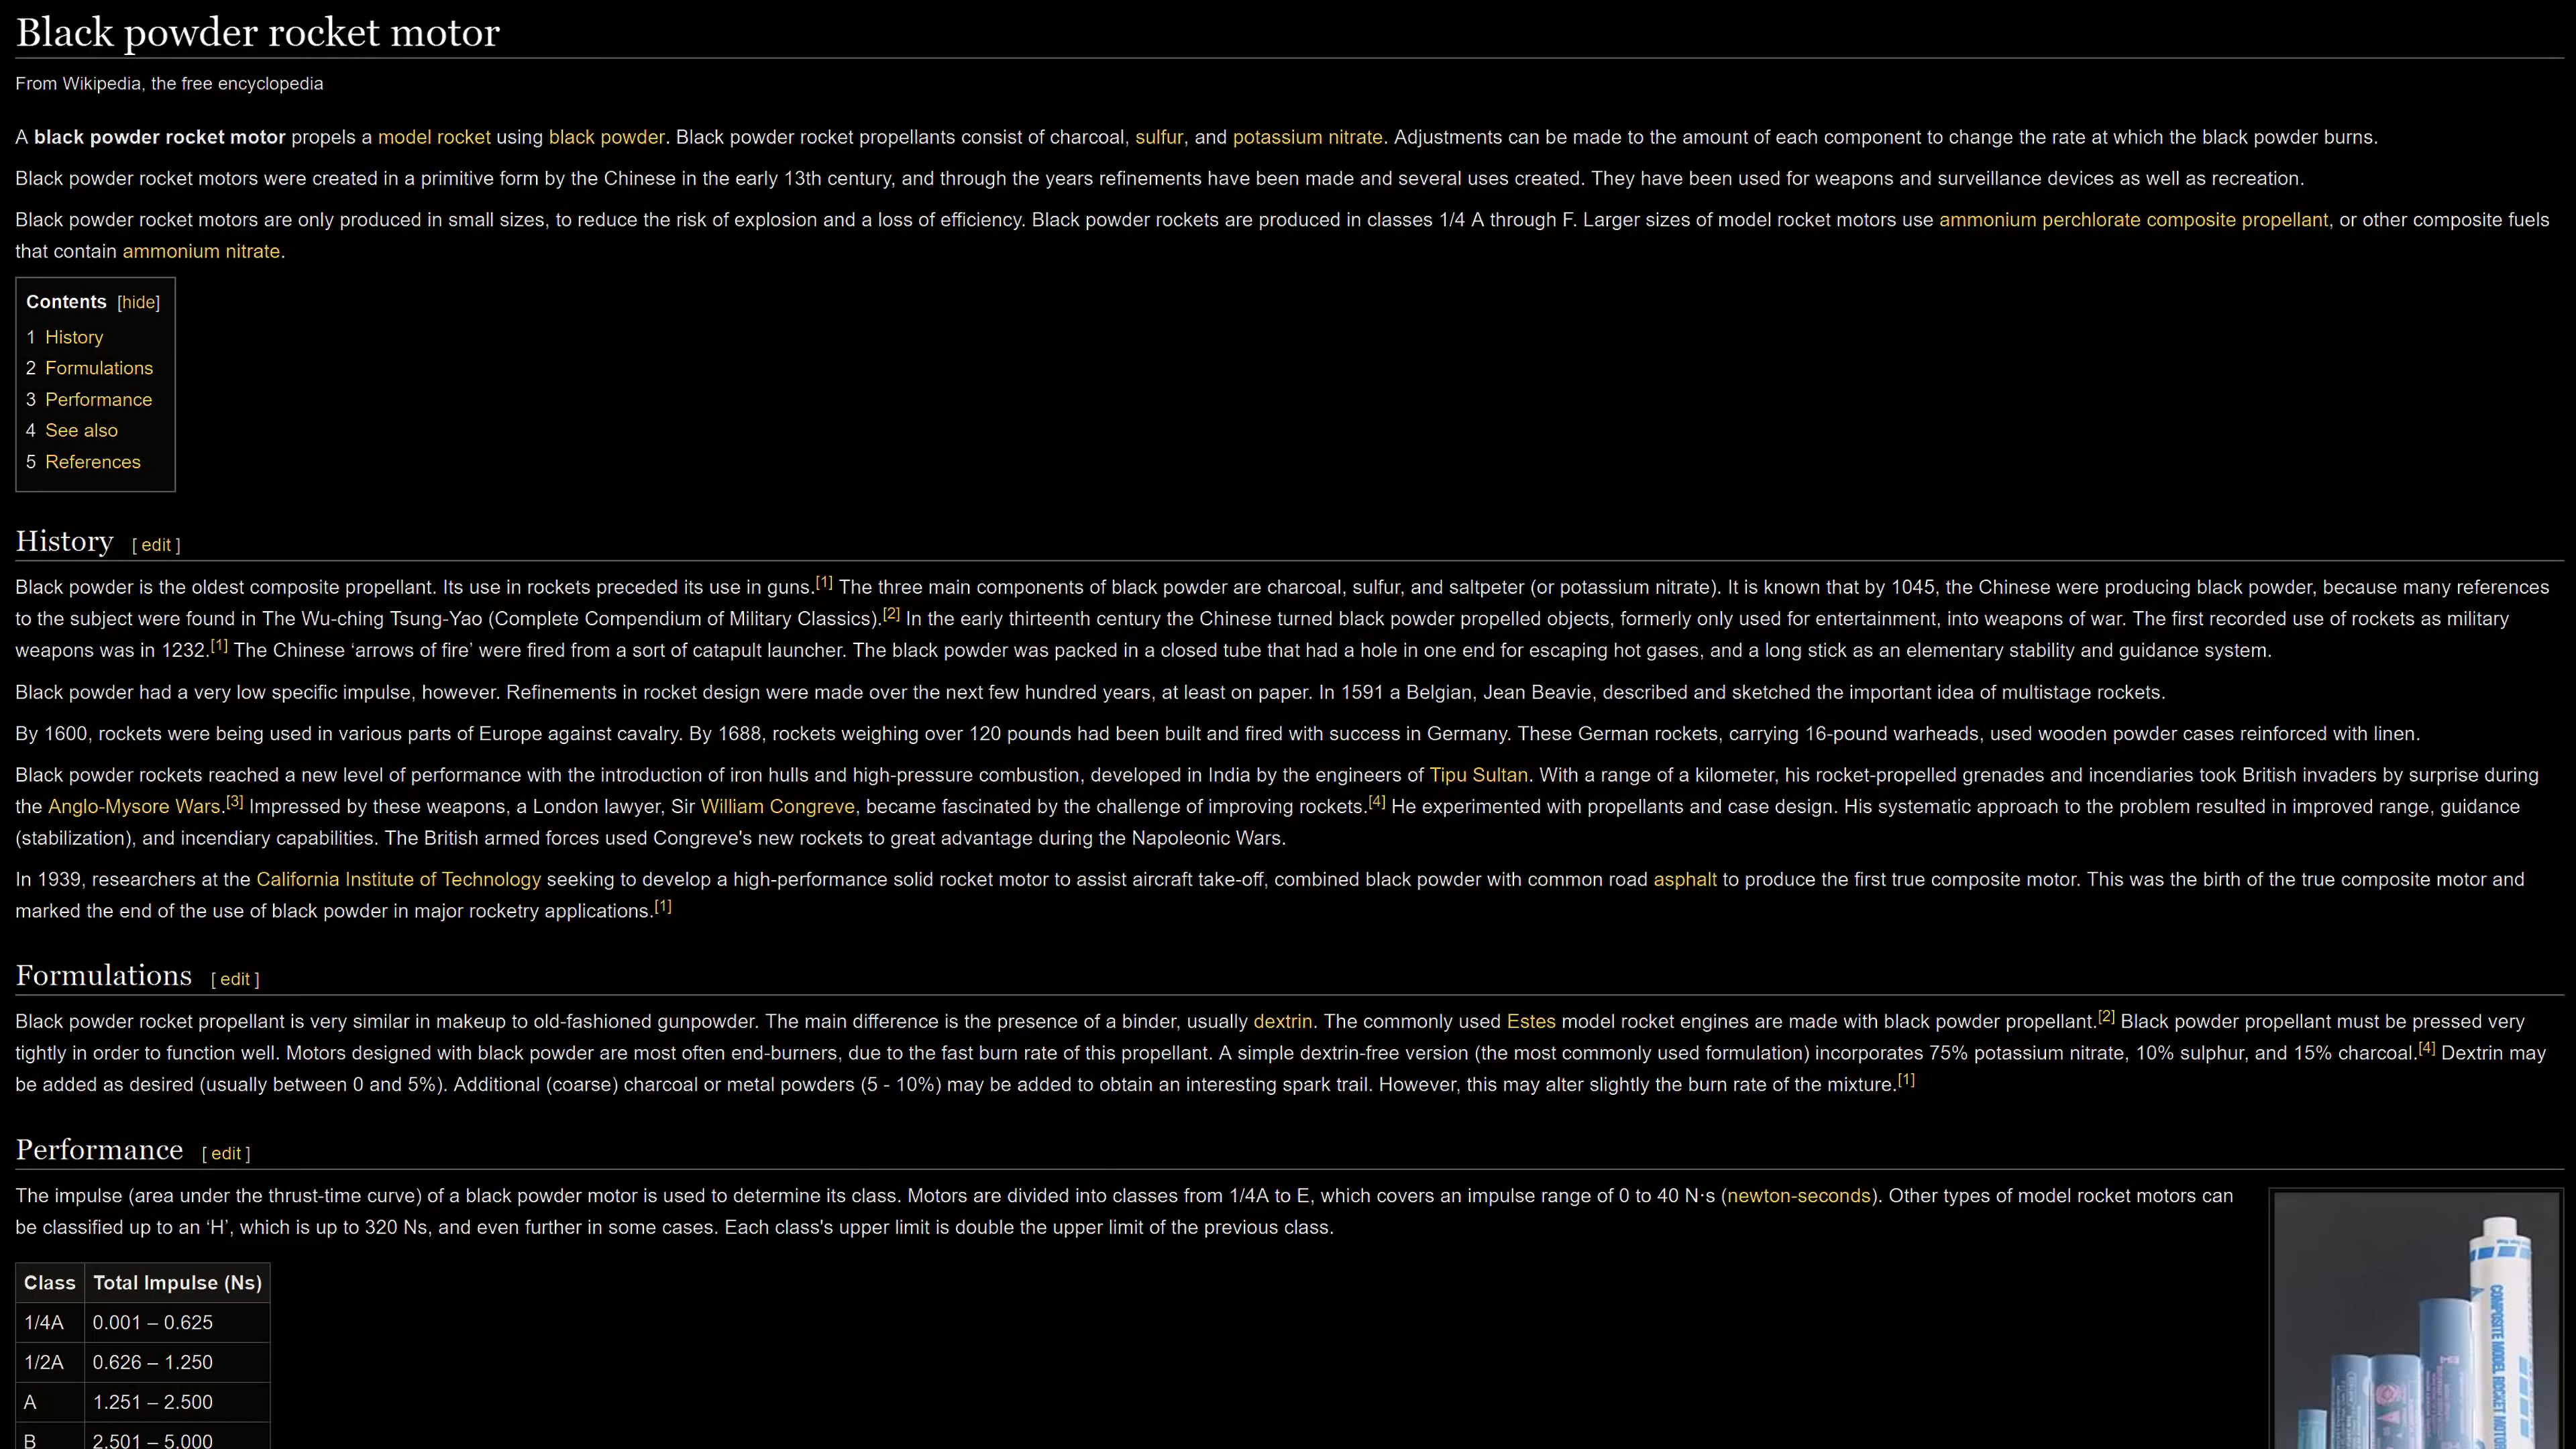 Black powder rocket motor
From Wikipedia, the free encyclopedia
A black powder rocket motor propels a model rocket using black powder. Black powder rocket propellants consist of charcoal, sulfur, and potassium nitrate. Adjustments can be made to the amount of each component to change the rate at which the black powder burns.
Black powder rocket motors were created in a primitive form by the Chinese in the early 13th century, and through the years refinements have been made and several uses created. They have been used for weapons and surveillance devices as well as recreation.
Black powder rocket motors are only produced in small sizes, to reduce the risk of explosion and a loss of efficiency. Black powder rockets are produced in classes 1/4 A through F. Larger sizes of model rocket motors use ammonium perchlorate composite propellant, or other composite fuels
that contain ammonium nitrate.
Contents [hide]
1 History
2 Formulations
3 Performance
4 See also
5 References
History [ edit ]
Black powder is the oldest composite propellant. Its use in rockets preceded its use in guns.[1] The three main components of black powder are charcoal, sulfur, and saltpeter (or potassium nitrate). It is known that by 1045, the Chinese were producing black powder, because many references
to the subject were found in The Wu-ching Tsung-Yao (Complete Compendium of Military Classics).[2] In the early thirteenth century the Chinese turned black powder propelled objects, formerly only used for entertainment, into weapons of war. The first recorded use of rockets as military
weapons was in 1232.[1] The Chinese ‘arrows of fire’ were fired from a sort of catapult launcher. The black powder was packed in a closed tube that had a hole in one end for escaping hot gases, and a long stick as an elementary stability and guidance system.
Black powder had a very low specific impulse, however. Refinements in rocket design were made over the next few hundred years, at least on paper. In 1591 a Belgian, Jean Beavie, described and sketched the important idea of multistage rockets.
By 1600, rockets were being used in various parts of Europe against cavalry. By 1688, rockets weighing over 120 pounds had been built and fired with success in Germany. These German rockets, carrying 16-pound warheads, used wooden powder cases reinforced with linen.
Black powder rockets reached a new level of performance with the introduction of iron hulls and high-pressure combustion, developed in India by the engineers of Tipu Sultan. With a range of a kilometer, his rocket-propelled grenades and incendiaries took British invaders by surprise during
the Anglo-Mysore Wars.[3] Impressed by these weapons, a London lawyer, Sir William Congreve, became fascinated by the challenge of improving rockets.[4] He experimented with propellants and case design. His systematic approach to the problem resulted in improved range, guidance
(stabilization), and incendiary capabilities. The British armed forces used Congreve's new rockets to great advantage during the Napoleonic Wars.
In 1939, researchers at the California Institute of Technology seeking to develop a high-performance solid rocket motor to assist aircraft take-off, combined black powder with common road asphalt to produce the first true composite motor. This was the birth of the true composite motor and
marked the end of the use of black powder in major rocketry applications.[1]
Formulations [ edit ]
Black powder rocket propellant is very similar in makeup to old-fashioned gunpowder. The main difference is the presence of a binder, usually dextrin. The commonly used Estes model rocket engines are made with black powder propellant.[2] Black powder propellant must be pressed very
tightly in order to function well. Motors designed with black powder are most often end-burners, due to the fast burn rate of this propellant. A simple dextrin-free version (the most commonly used formulation) incorporates 75% potassium nitrate, 10% sulphur, and 15% charcoal.[4] Dextrin may
be added as desired (usually between 0 and 5%). Additional (coarse) charcoal or metal powders (5 - 10%) may be added to obtain an interesting spark trail. However, this may alter slightly the burn rate of the mixture.[1]
Performance [ edit ]
The impulse (area under the thrust-time curve) of a black powder motor is used to determine its class. Motors are divided into classes from 1/4A to E, which covers an impulse range of 0 to 40 N·s (newton-seconds). Other types of model rocket motors can
be classified up to an ‘H’, which is up to 320 Ns, and even further in some cases. Each class's upper limit is double the upper limit of the previous class.
Class Total Impulse (Ns)
1/4A 0.001 – 0.625
1/2A 0.626 – 1.250
A 1.251 – 2.500
B 2.501 – 5.000
COMPOSITE MODEL ROCKET